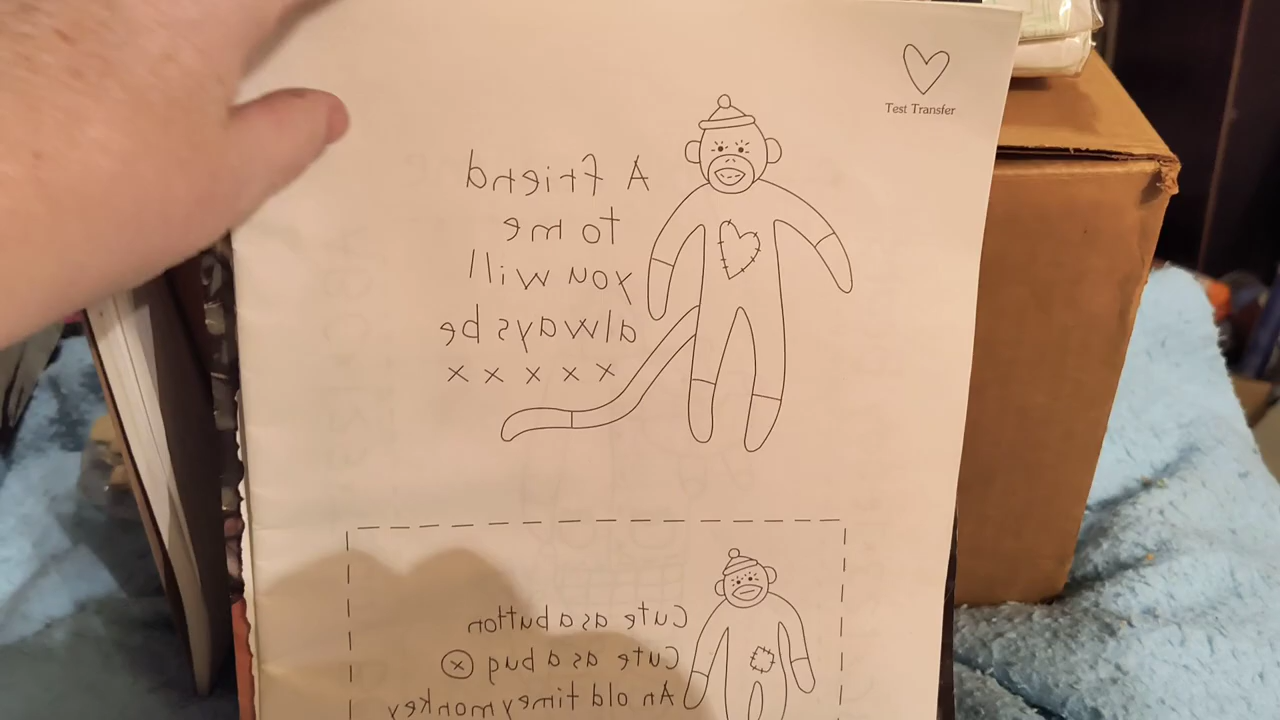 Test Transfer
A friend
to me
you will
always be
x x x x x
Cute as a button
Cute as a bug
An old timey monkey